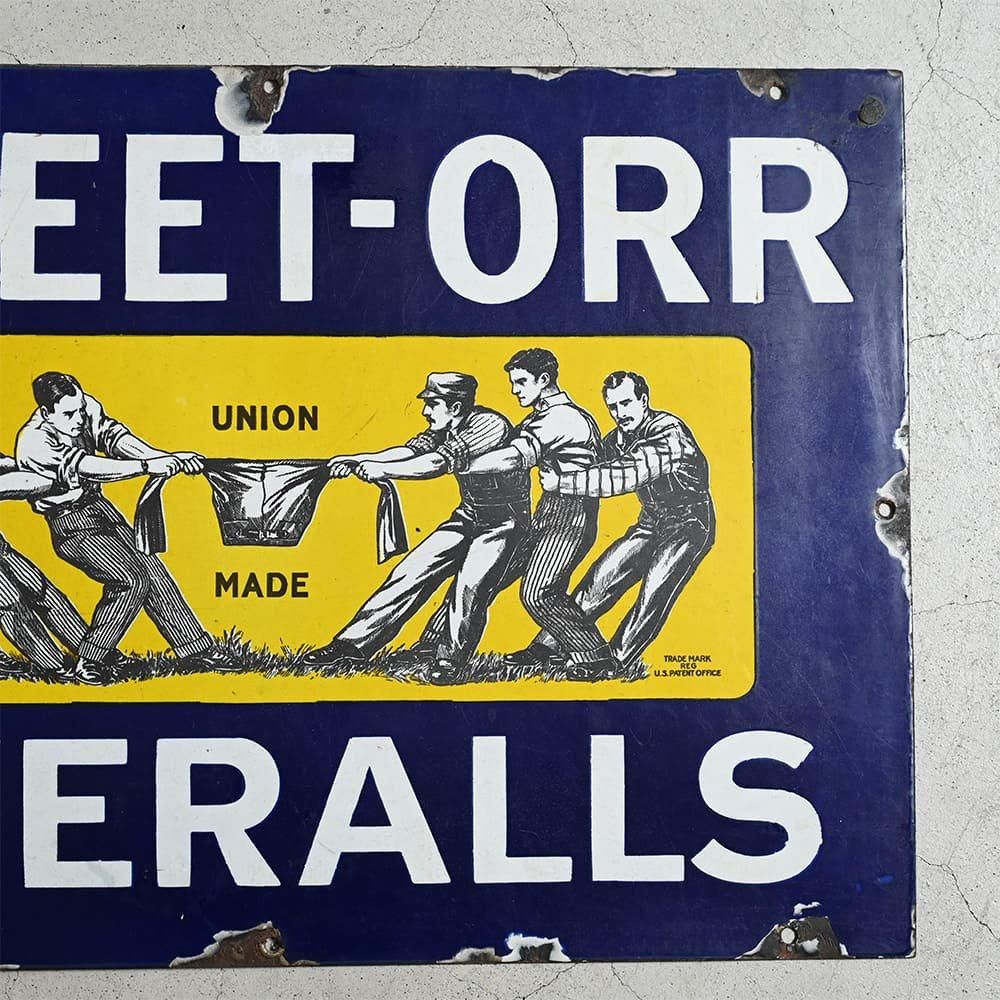 EET-ORR
UNION
MADE
TRADE MARK
REG
U.S. PATENT OFFICE
ERALLS